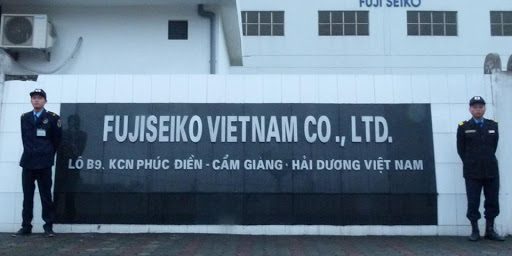 FUJI SEIKO
FUJISEIKO VIETNAM CO., LTD.
LÔ B9. KCN PHÚC ĐIỀN - CẨM GIÀNG - HẢI DƯƠNG VIỆT NAM